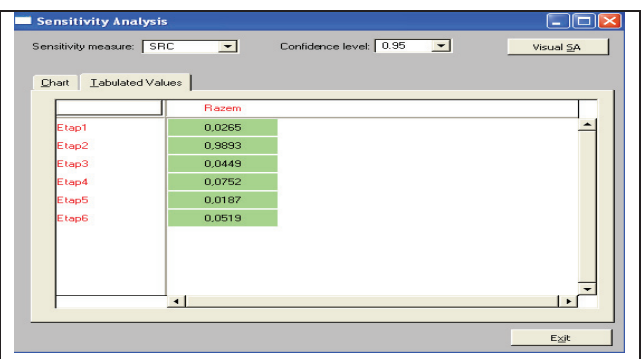 Sensitivity Analysis
Sensitivity measure: SRC Confidence level: 0.95 Visual SA
Chart Tabulated Values
Razem
Etap1 0,0265
Etap2 0,9893
Etap3 0,0449
Etap4 0,0752
Etap5 0,0187
Etap6 0,0519
Exit